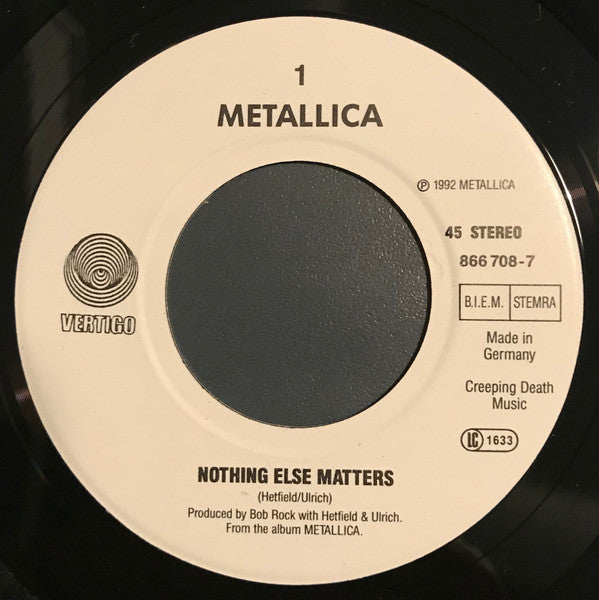 1
METALLICA
℗ 1992 METALLICA
45 STEREO
866 708-7
B.I.E.M. STEMRA
Made in
Germany
Creeping Death
Music
LC 1633
VERTIGO
NOTHING ELSE MATTERS
(Hetfield/Ulrich)
Produced by Bob Rock with Hetfield & Ulrich.
From the album METALLICA.